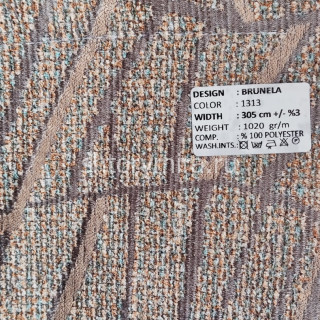 DESIGN : BRUNELA
COLOR : 1313
WIDTH : 305 cm +/- %3
WEIGHT : 1020 gr/m
COMP. : % 100 POLYESTER
WASH.INTS. :